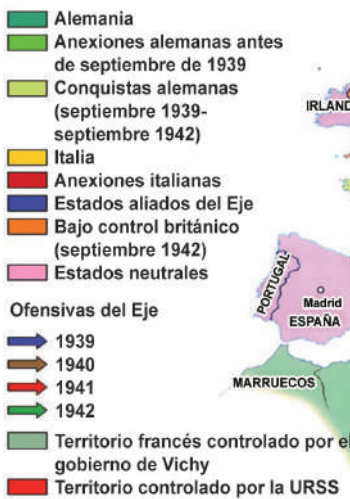 Alemania
Anexiones alemanas antes
de septiembre de 1939
Conquistas alemanas
(septiembre 1939-
septiembre 1942)
Italia
Anexiones italianas
Estados aliados del Eje
Bajo control británico
(septiembre 1942)
Estados neutrales
Ofensivas del Eje
1939
1940
1941
1942
Territorio francés controlado por el
gobierno de Vichy
Territorio controlado por la URSS
IRLAND
PORTUGAL
Madrid
ESPAÑA
MARRUECOS